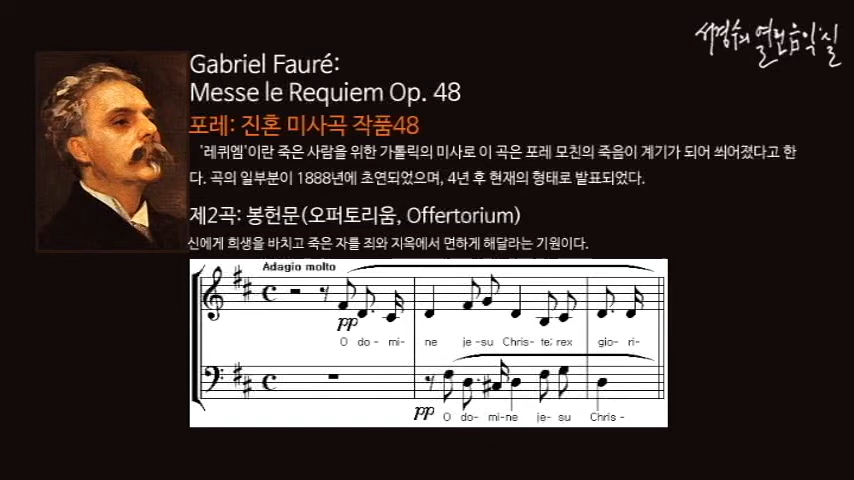 서경수의 열린음악실
Gabriel Fauré:
Messe le Requiem Op. 48
포레: 진혼 미사곡 작품48
'레퀴엠'이란 죽은 사람을 위한 가톨릭의 미사로 이 곡은 포레 모친의 죽음이 계기가 되어 씌어졌다고 한
다. 곡의 일부분이 1888년에 초연되었으며, 4년 후 현재의 형태로 발표되었다.
제2곡: 봉헌문(오퍼토리움, Offertorium)
신에게 희생을 바치고 죽은 자를 죄와 지옥에서 면하게 해달라는 기원이다.
Adagio molto
pp
O do - mi- ne je -su Chris- te; rex glo- ri-
pp O do- mi-ne je- su Chris -